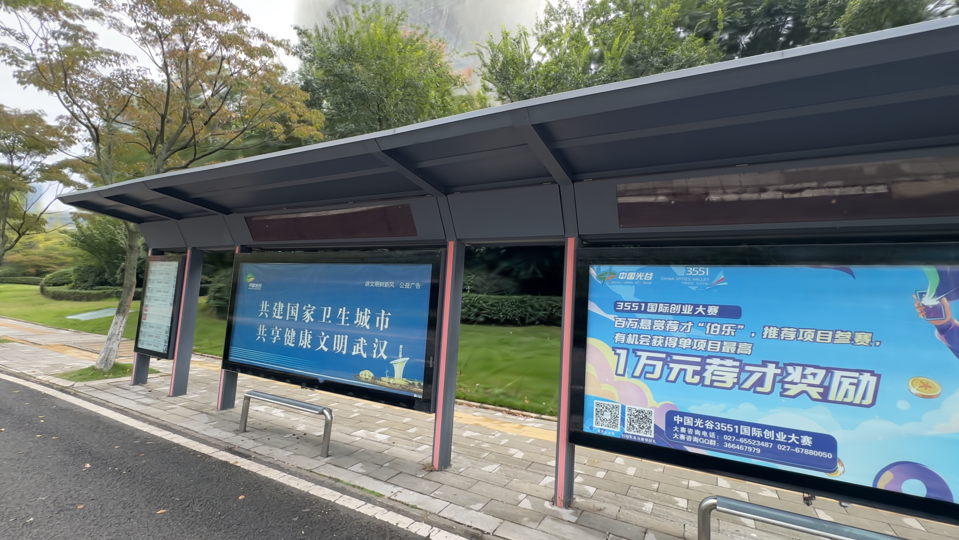 讲文明树新风 公益广告
共建国家卫生城市
共享健康文明武汉
中国光谷
3551
3551国际创业大赛
百万悬赏荐才“伯乐”，推荐项目参赛，
有机会获得单项目最高
1万元荐才奖励
中国光谷3551国际创业大赛
大赛咨询电话：027-65523487 027-67880050
大赛咨询QQ群：366467979